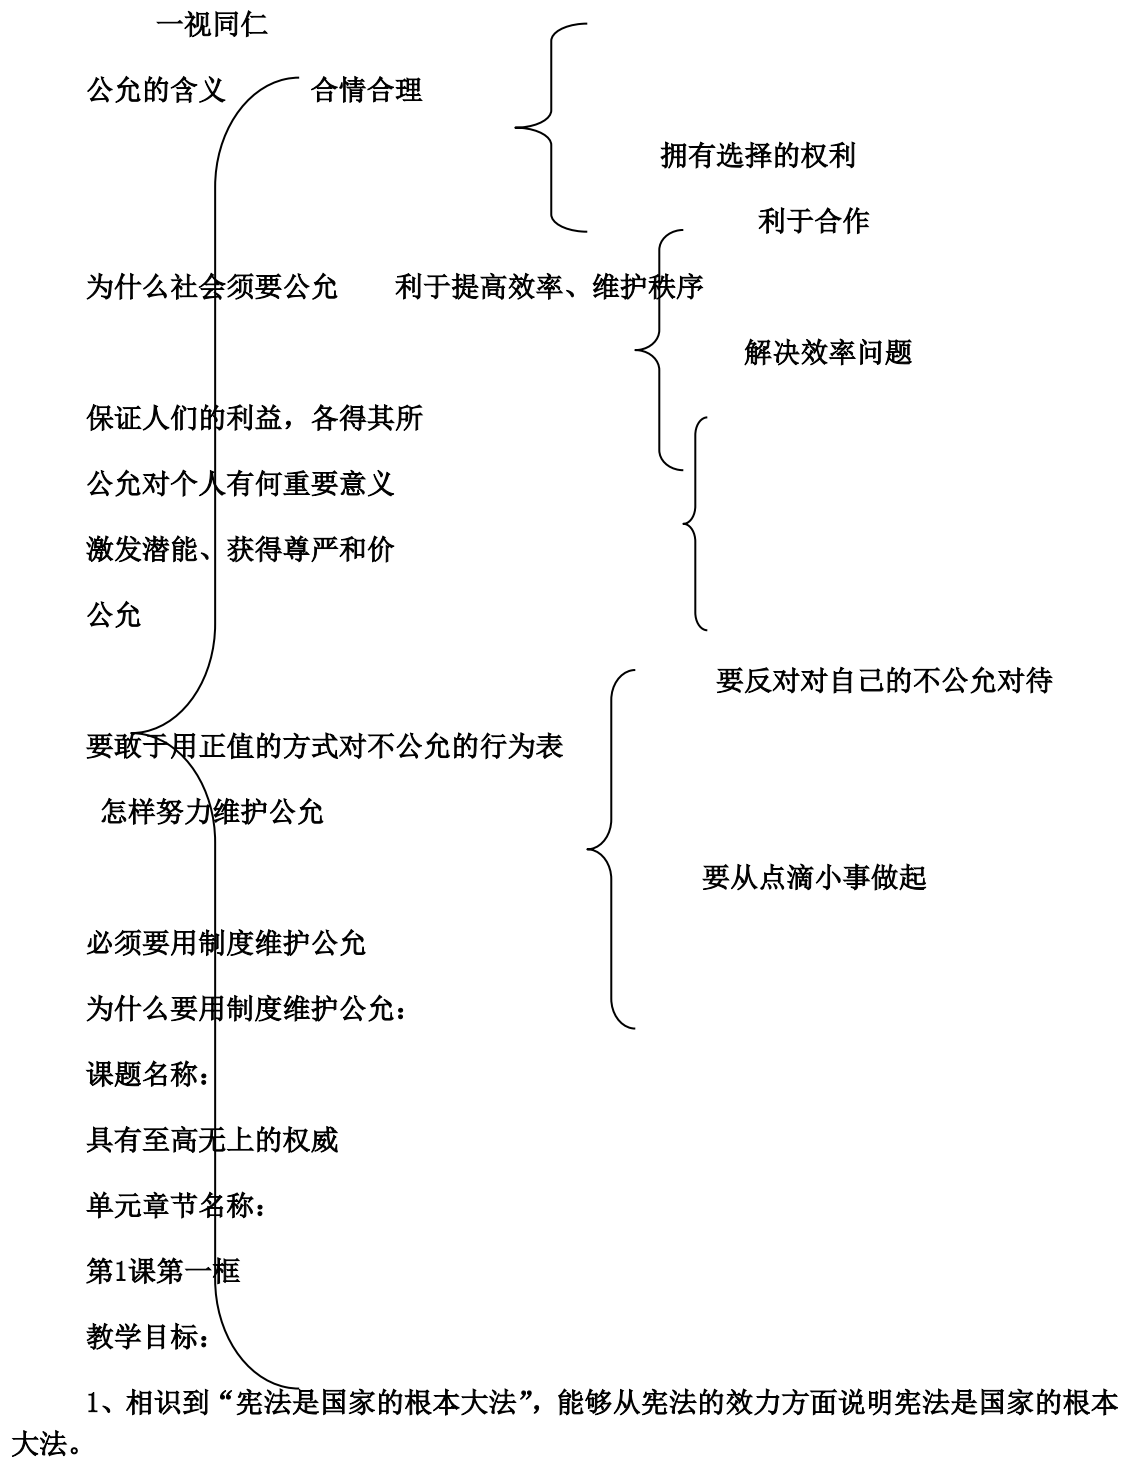 一视同仁
公允的含义 合情合理
拥有选择的权利
利于合作
为什么社会须要公允 利于提高效率、维护秩序
解决效率问题
保证人们的利益，各得其所
公允对个人有何重要意义
激发潜能、获得尊严和价
公允
要反对对自己的不公允对待
要敢于用正值的方式对不公允的行为表
怎样努力维护公允
要从点滴小事做起
必须要用制度维护公允
为什么要用制度维护公允：
课题名称：
具有至高无上的权威
单元章节名称：
第1课第一框
教学目标：
1、相识到“宪法是国家的根本大法”，能够从宪法的效力方面说明宪法是国家的根本
大法。